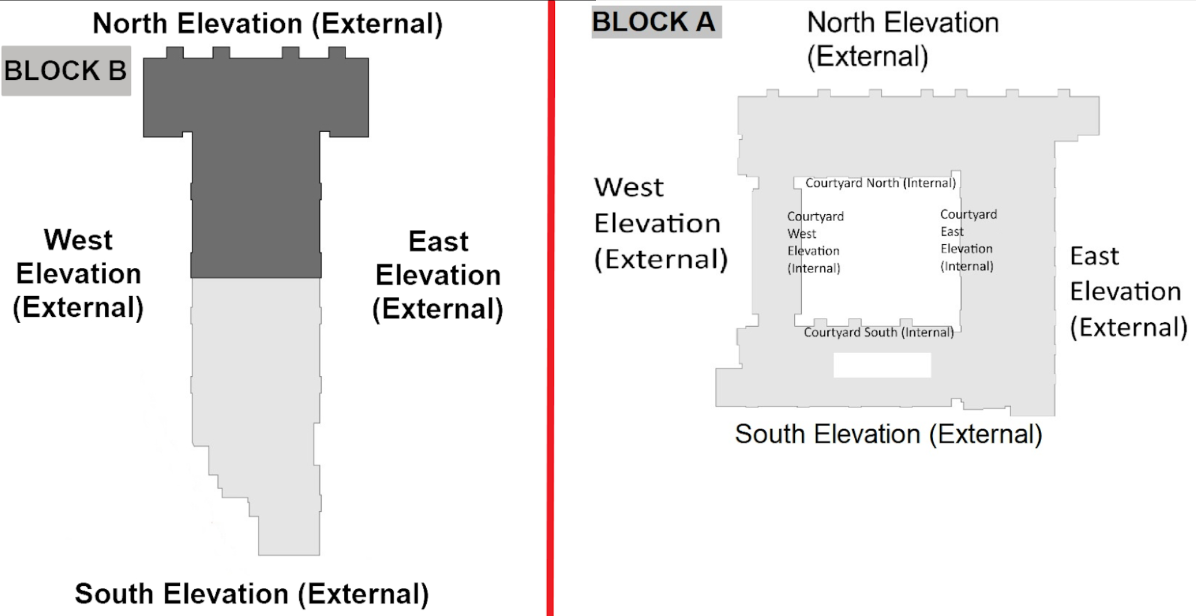 North Elevation (External)
BLOCK B
West
Elevation
(External)
East
Elevation
(External)
South Elevation (External)
BLOCK A
North Elevation
(External)
West
Elevation
(External)
Courtyard North (Internal)
Courtyard
West
Elevation
(Internal)
Courtyard
East
Elevation
(Internal)
East
Elevation
(External)
Courtyard South (Internal)
South Elevation (External)